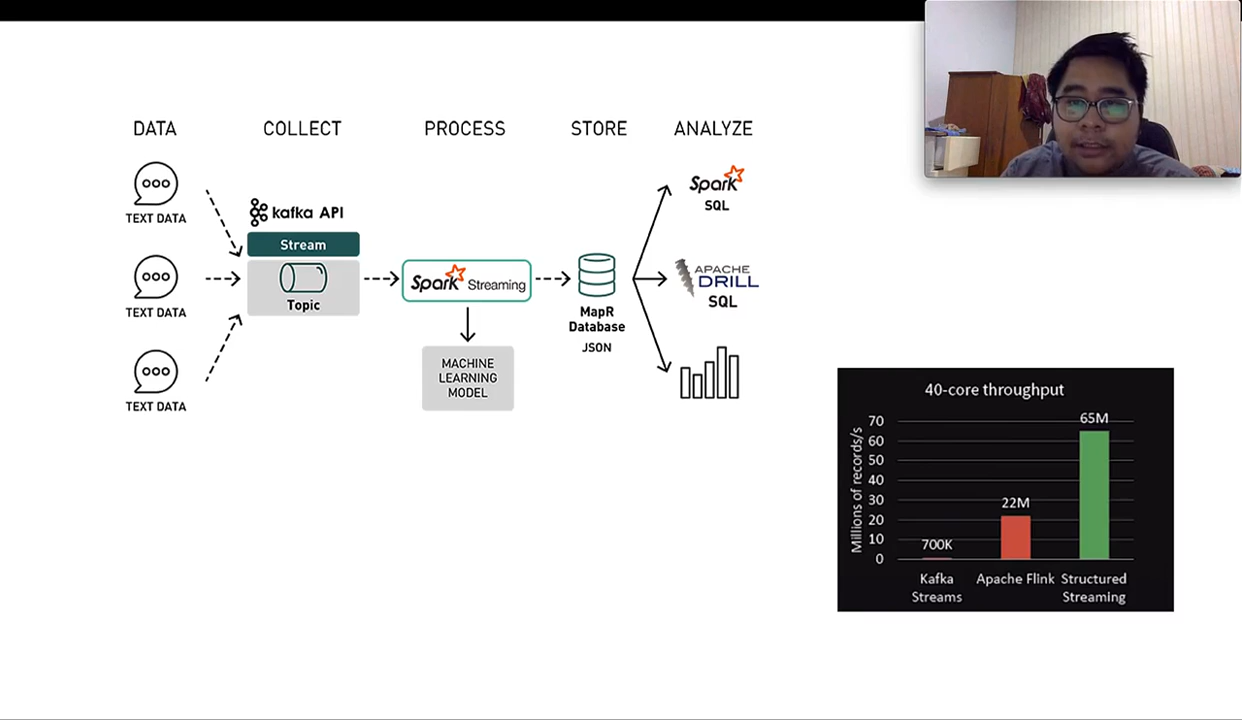 DATA
COLLECT
PROCESS
STORE
ANALYZE
TEXT DATA
TEXT DATA
TEXT DATA
kafka API
Stream
Topic
Spark Streaming
MACHINE
LEARNING
MODEL
MapR
Database
JSON
Spark
SQL
APACHE
DRILL
SQL
40-core throughput
Millions of records/s
70
60
50
40
30
20
10
0
700K
22M
65M
Kafka
Streams
Apache Flink
Structured
Streaming